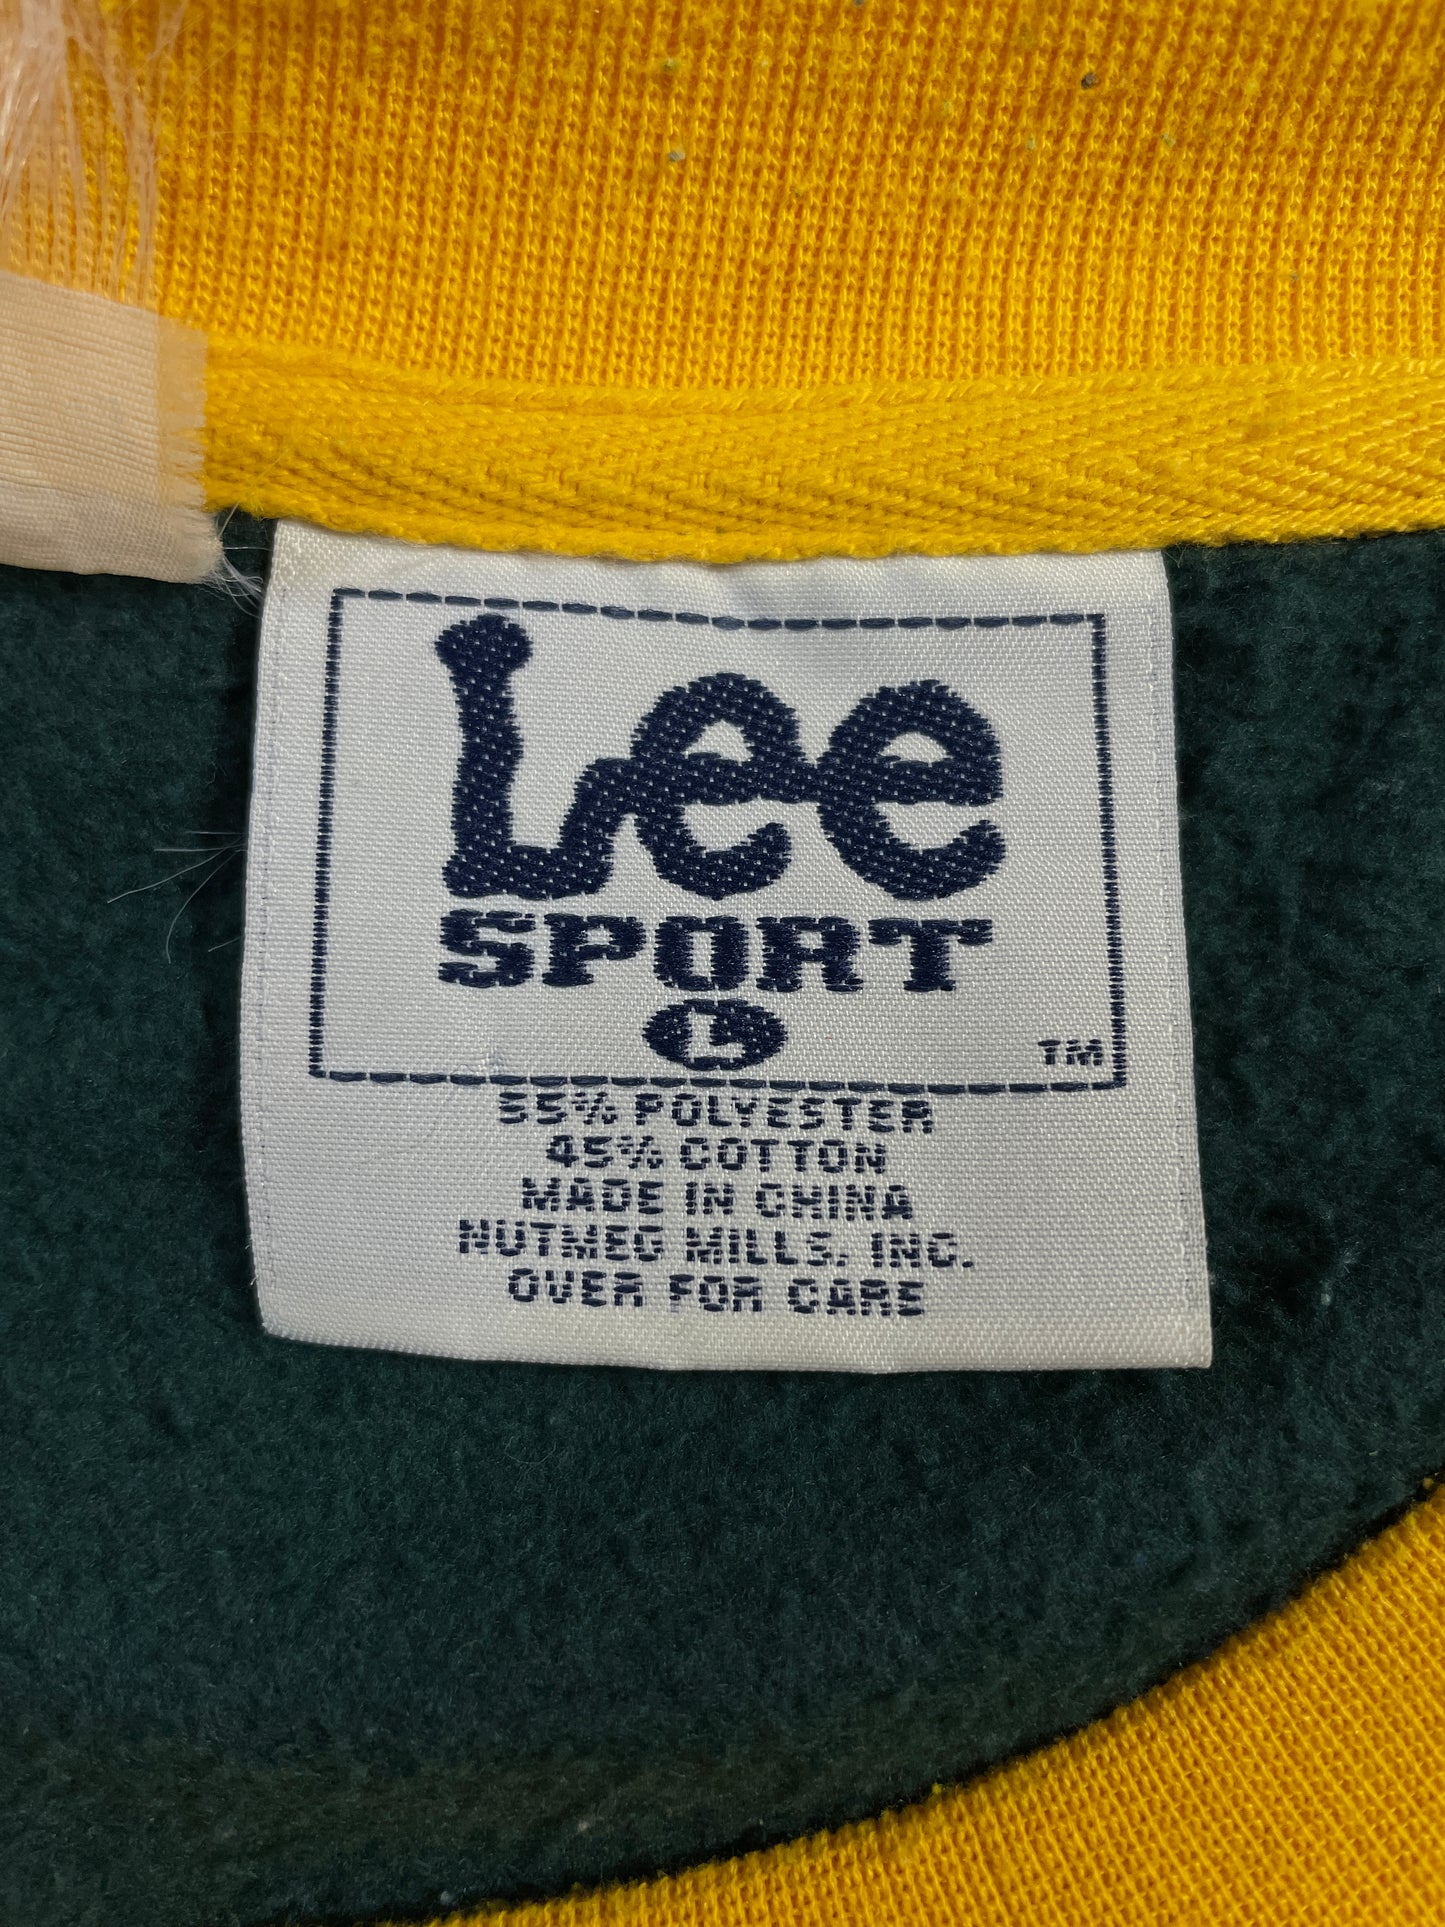 Lee
SPORT
L
TM
55% POLYESTER
45% COTTON
MADE IN CHINA
NUTMEG MILLS, INC.
OVER FOR CARE